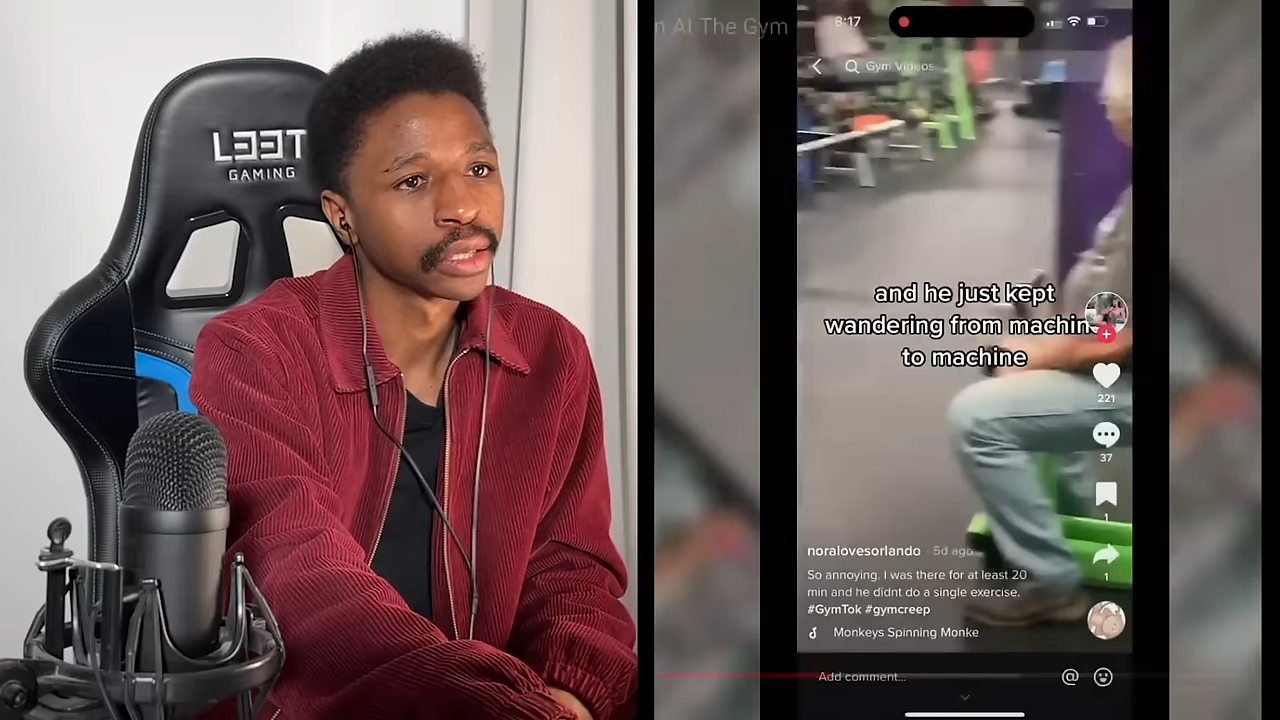 L33T
GAMING
n At The Gym
8:17
Gym Videos
and he just kept
wandering from machine
to machine
221
37
1
1
noralovesorlando · 5d ago
So annoying. I was there for at least 20
min and he didnt do a single exercise.
#GymTok #gymcreep
Monkeys Spinning Monke
Add comment...
@